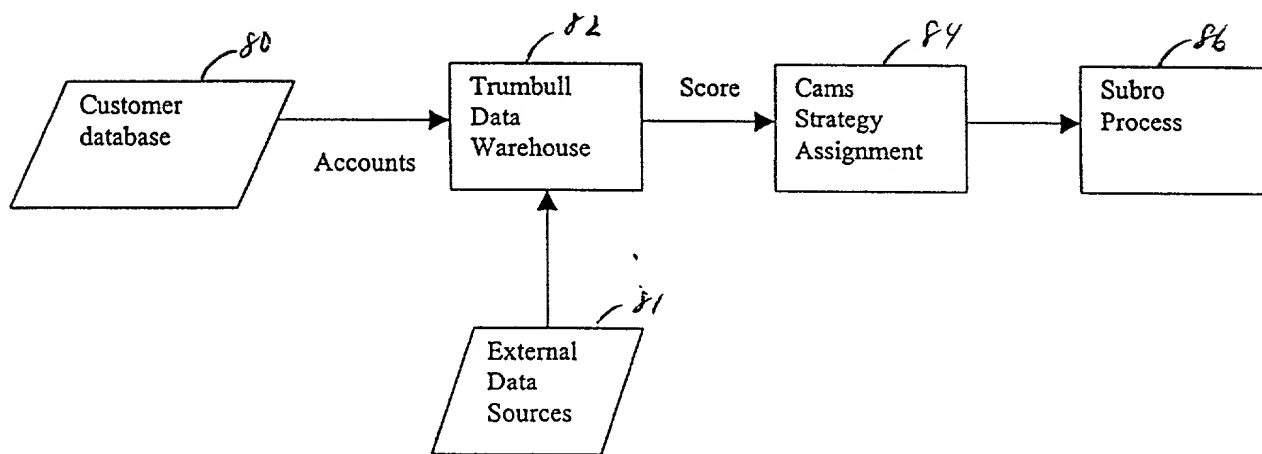 80
82
84
86
Customer
database
Accounts
Trumbull
Data
Warehouse
Score
Cams
Strategy
Assignment
Subro
Process
81
External
Data
Sources